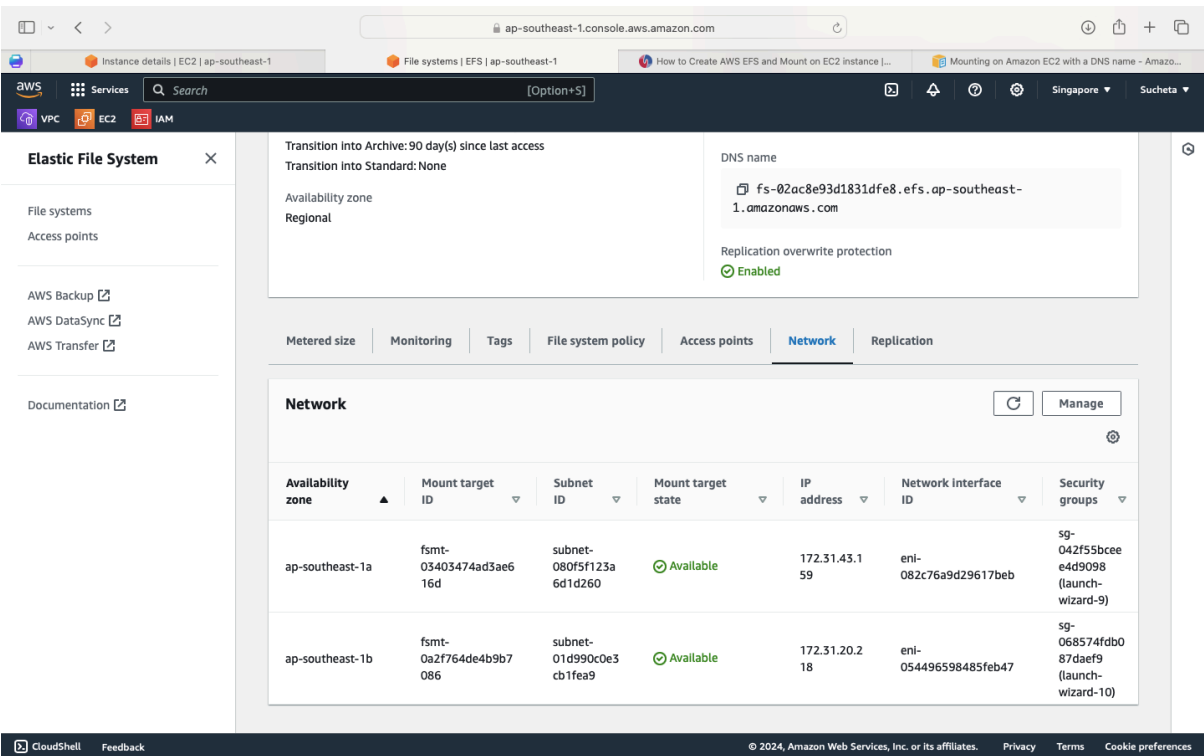 ap-southeast-1.console.aws.amazon.com
Instance details | EC2 | ap-southeast-1
File systems | EFS | ap-southeast-1
How to Create AWS EFS and Mount on EC2 instance |...
Mounting on Amazon EC2 with a DNS name - Amazo...
aws
Services
Search
[Option+S]
Singapore
Sucheta
VPC
EC2
IAM
Elastic File System
File systems
Access points
AWS Backup
AWS DataSync
AWS Transfer
Documentation
Transition into Archive: 90 day(s) since last access
Transition into Standard: None
Availability zone
Regional
DNS name
fs-02ac8e93d1831dfe8.efs.ap-southeast-
1.amazonaws.com
Replication overwrite protection
Enabled
Metered size
Monitoring
Tags
File system policy
Access points
Network
Replication
Network
Manage
Availability
zone
Mount target
ID
Subnet
ID
Mount target
state
IP
address
Network interface
ID
Security
groups
ap-southeast-1a
fsmt-
03403474ad3ae6
16d
subnet-
080f5f123a
6d1d260
Available
172.31.43.1
59
eni-
082c76a9d29617beb
sg-
042f55bcee
e4d9098
(launch-
wizard-9)
ap-southeast-1b
fsmt-
0a2f764de4b9b7
086
subnet-
01d990c0e3
cb1fea9
Available
172.31.20.2
18
eni-
054496598485feb47
sg-
068574fdb0
87daef9
(launch-
wizard-10)
CloudShell
Feedback
© 2024, Amazon Web Services, Inc. or its affiliates.
Privacy
Terms
Cookie preferences